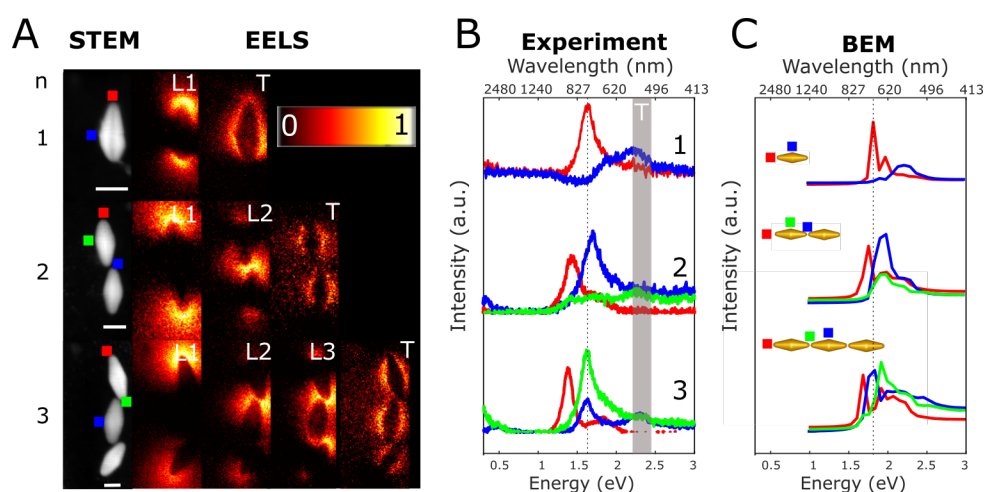 A
STEM
EELS
n
L1
T
0
1
1
L1
L2
T
2
L1
L2
L3
T
3
B
Experiment
Wavelength (nm)
2480 1240 827 620 496 413
T
1
2
3
Intensity (a.u.)
0.5 1 1.5 2 2.5 3
Energy (eV)
C
BEM
Wavelength (nm)
2480 1240 827 620 496 413
Intensity (a.u.)
0.5 1 1.5 2 2.5 3
Energy (eV)